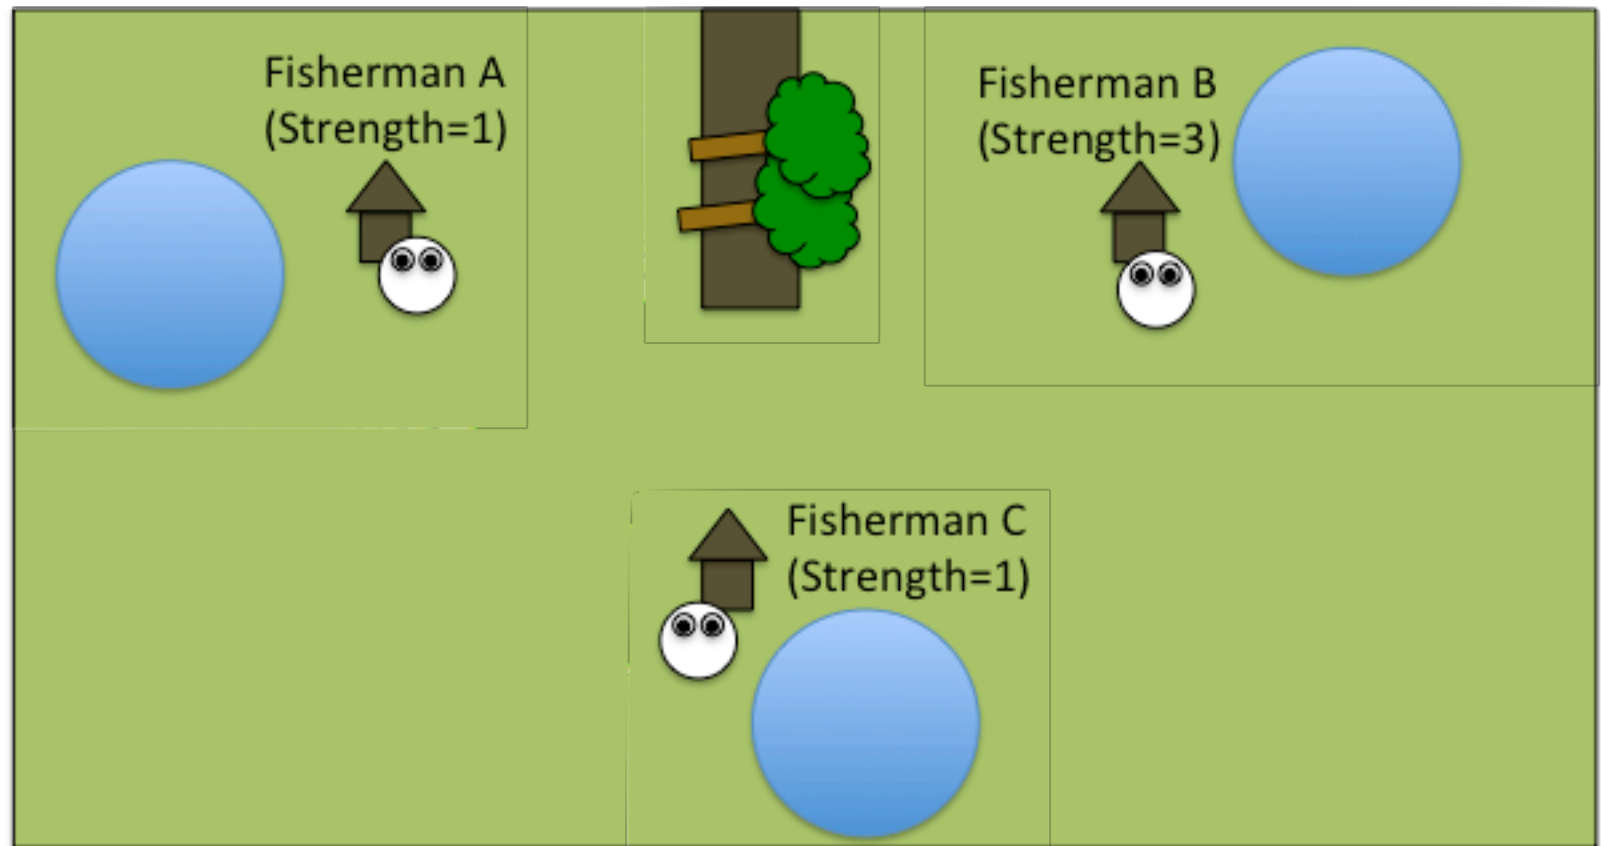 Fisherman A
(Strength=1)
Fisherman B
(Strength=3)
Fisherman C
(Strength=1)